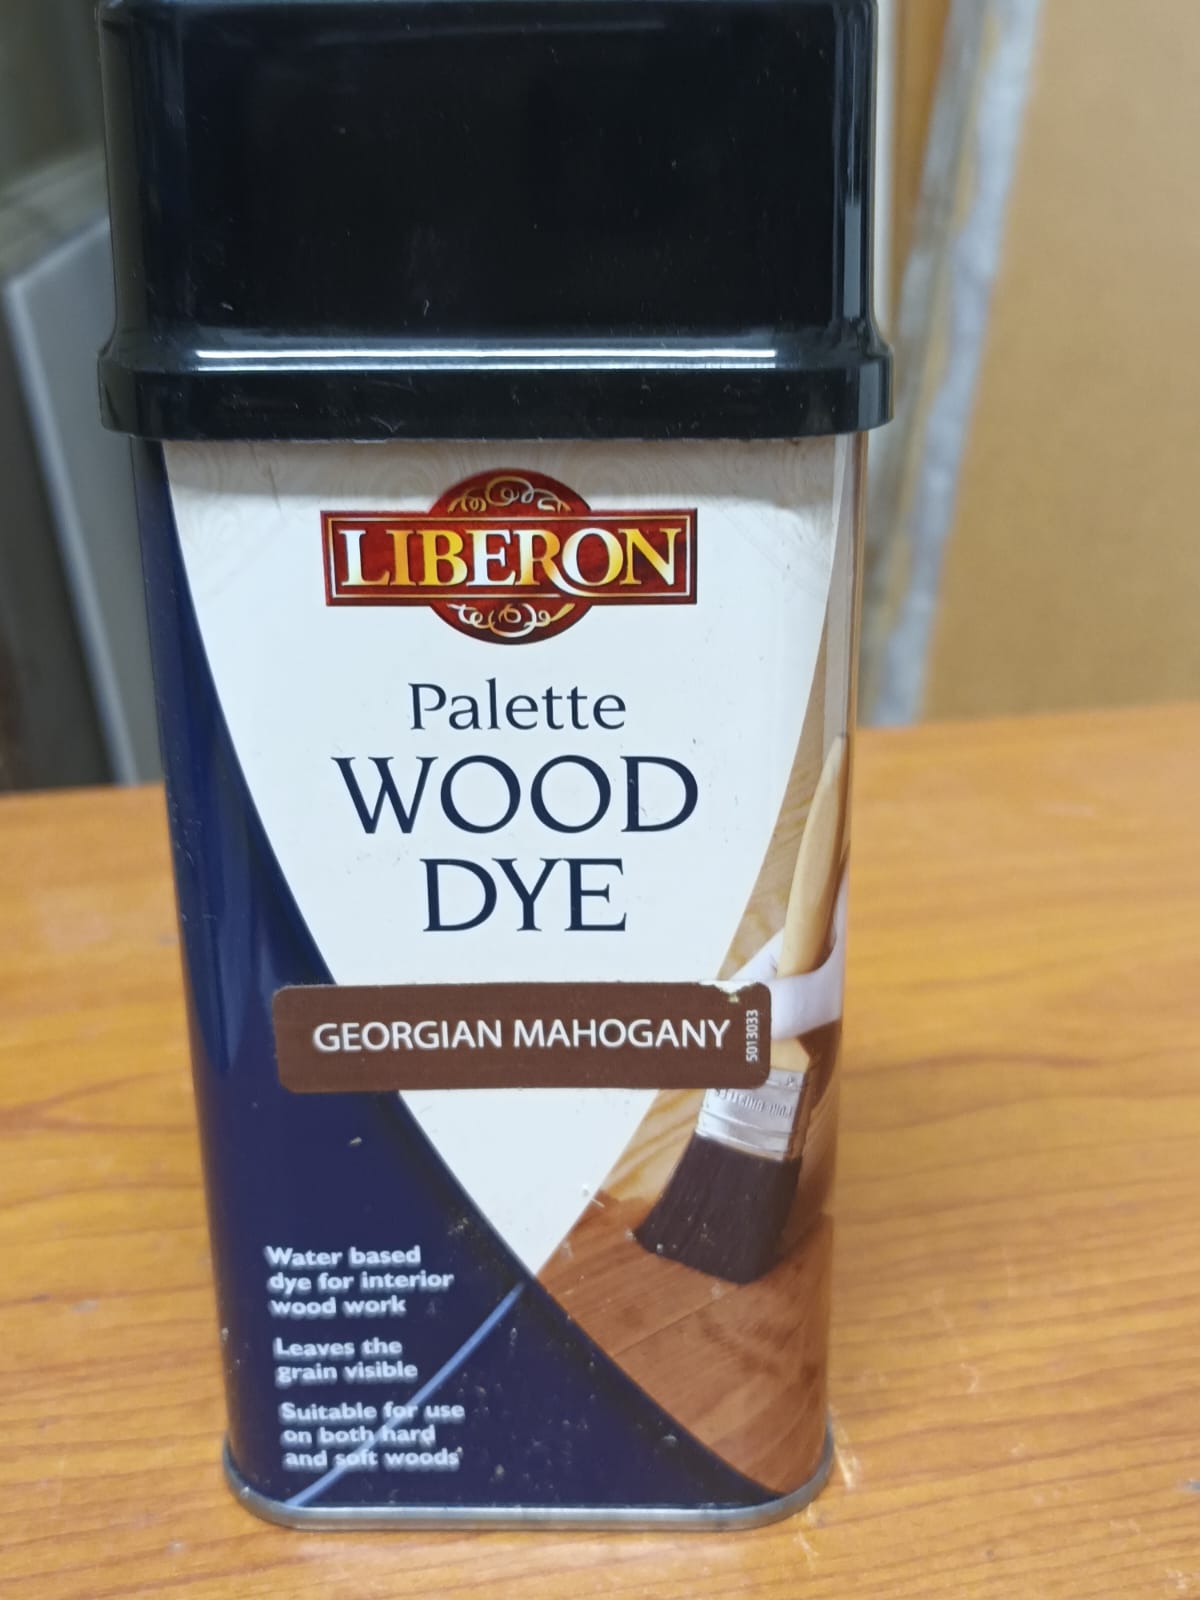 LIBERON
Palette
WOOD
DYE
GEORGIAN MAHOGANY
5013033
Water based
dye for interior
wood work
Leaves the
grain visible
Suitable for use
on both hard
and soft woods